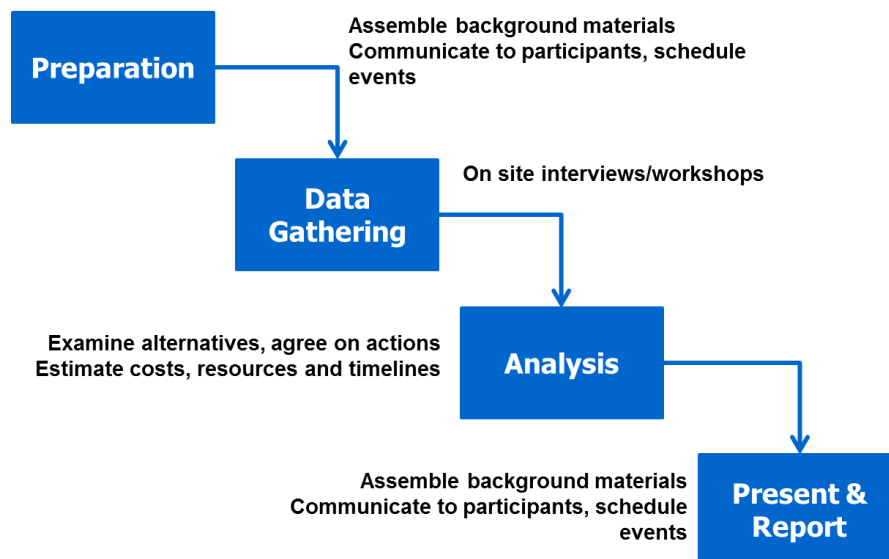 Preparation
Assemble background materials
Communicate to participants, schedule
events
Data
Gathering
On site interviews/workshops
Examine alternatives, agree on actions
Estimate costs, resources and timelines
Analysis
Assemble background materials
Communicate to participants, schedule
events
Present &
Report